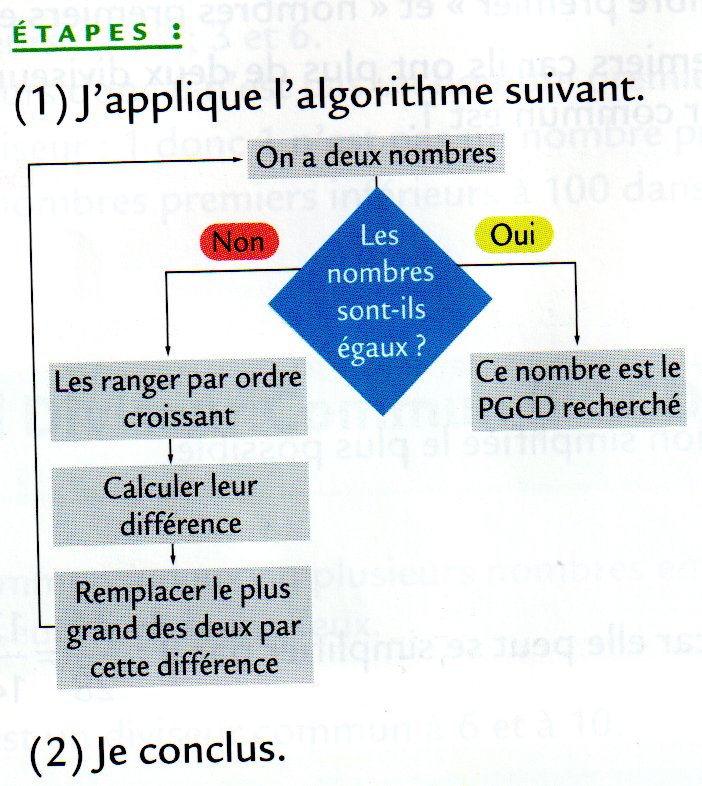 ÉTAPES :
(1) J'applique l'algorithme suivant.
On a deux nombres
Non
Les
nombres
sont-ils
égaux ?
Oui
Les ranger par ordre
croissant
Ce nombre est le
PGCD recherché
Calculer leur
différence
Remplacer le plus
grand des deux par
cette différence
(2) Je conclus.